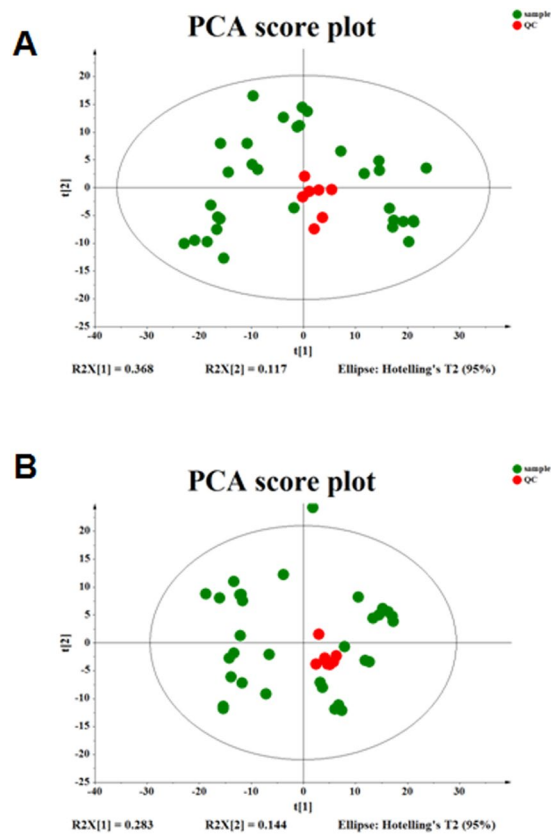 A
PCA score plot
sample
QC
t[2]
20
15
10
5
0
-5
-10
-15
-20
-25
-40
-30
-20
-10
0
10
20
30
t[1]
R2X[1] = 0.368
R2X[2] = 0.117
Ellipse: Hotelling's T2 (95%)
B
PCA score plot
sample
QC
t[2]
20
15
10
5
0
-5
-10
-15
-20
-25
-40
-30
-20
-10
0
10
20
30
40
t[1]
R2X[1] = 0.283
R2X[2] = 0.144
Ellipse: Hotelling's T2 (95%)